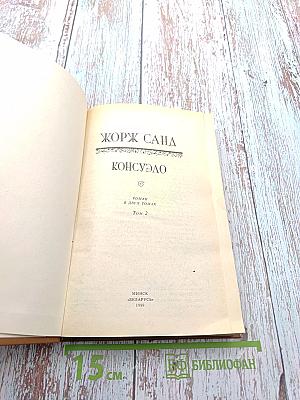 ЖОРЖ САНД
КОНСУЭЛО
РОМАН
В ДВУХ ТОМАХ
Том 2
МИНСК
«БЕЛАРУСЬ»
15 см.
БИБЛИОФАН